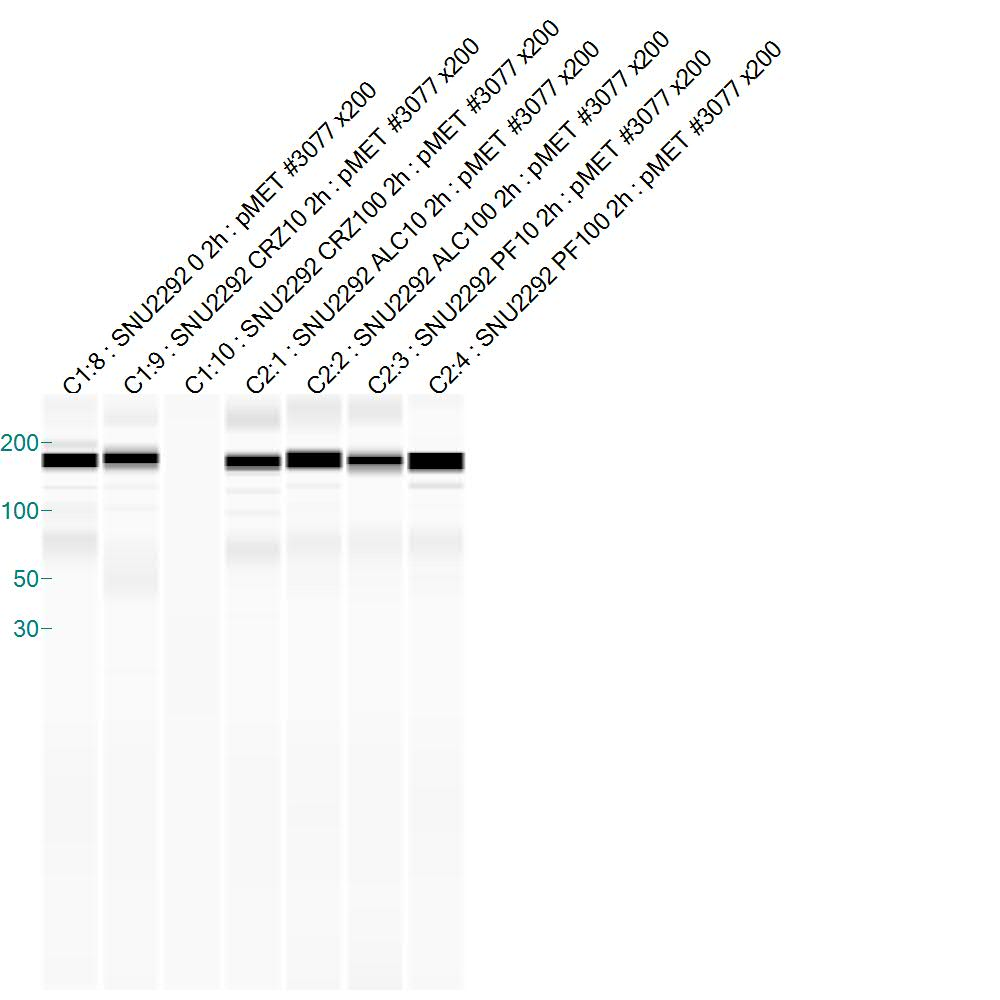 C1:8 : SNU2292 0 2h : pMET #3077 x200
C1:9 : SNU2292 CRZ10 2h : pMET #3077 x200
C1:10 : SNU2292 CRZ100 2h : pMET #3077 x200
C2:1 : SNU2292 ALC10 2h : pMET #3077 x200
C2:2 : SNU2292 ALC100 2h : pMET #3077 x200
C2:3 : SNU2292 PF10 2h : pMET #3077 x200
C2:4 : SNU2292 PF100 2h : pMET #3077 x200
200
100
50
30